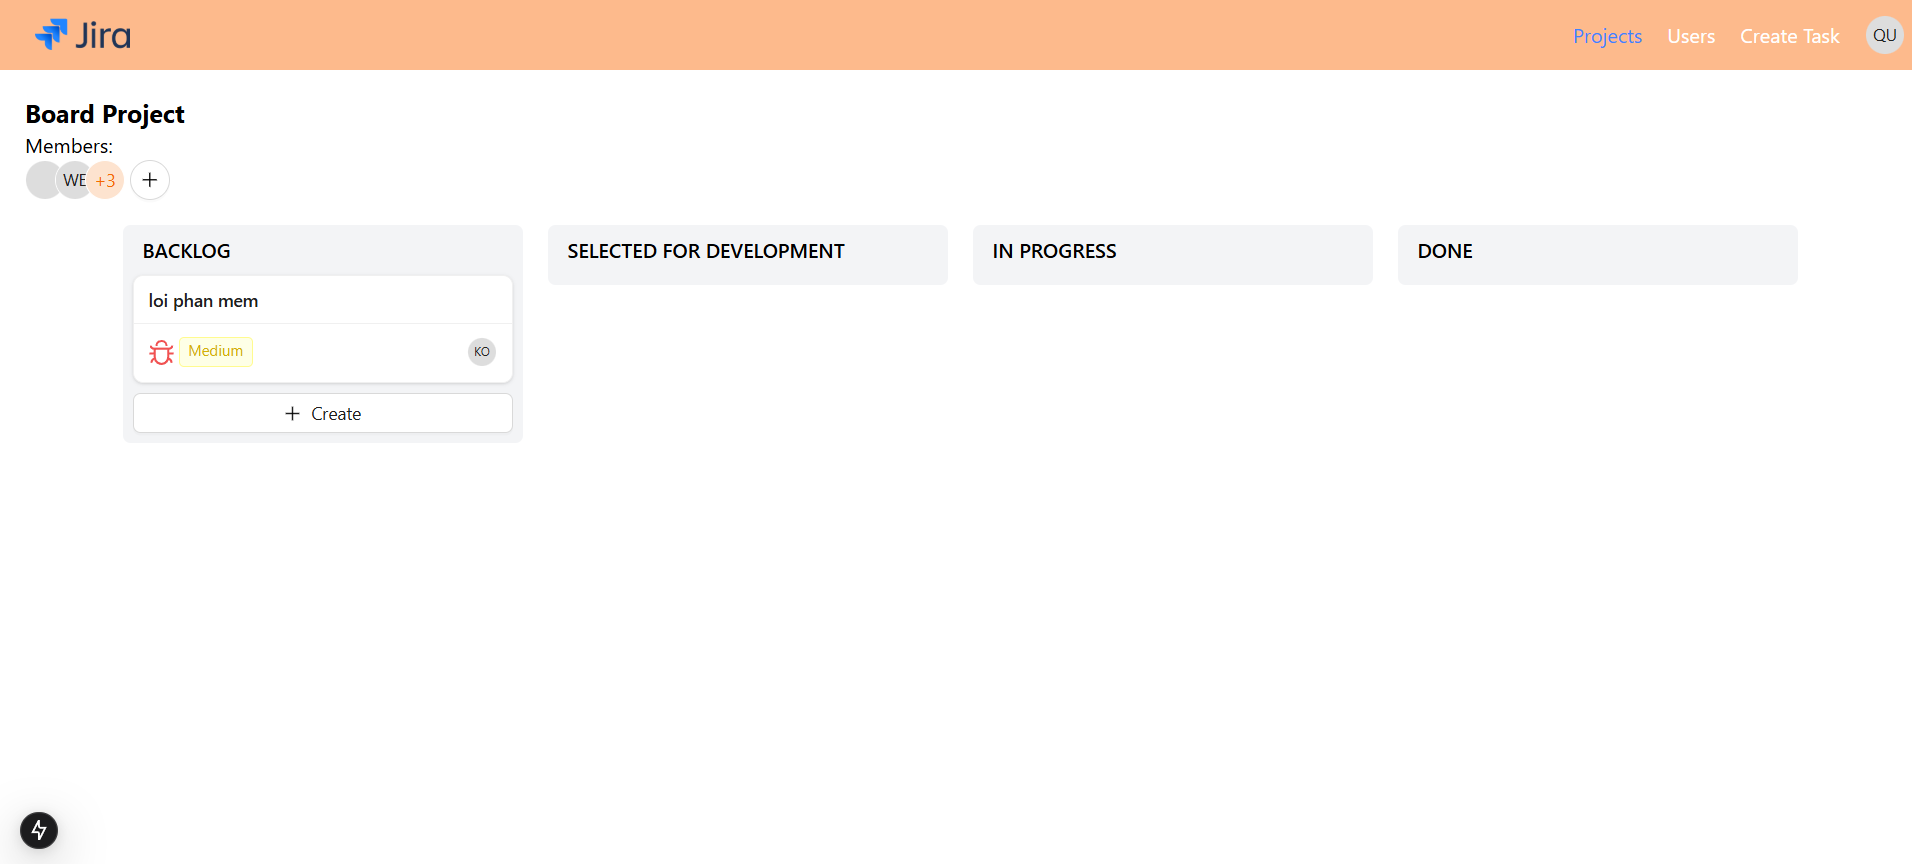 Jira
Projects Users Create Task QU
Board Project
Members:
WE +3
BACKLOG
loi phan mem
Medium KO
Create
SELECTED FOR DEVELOPMENT
IN PROGRESS
DONE